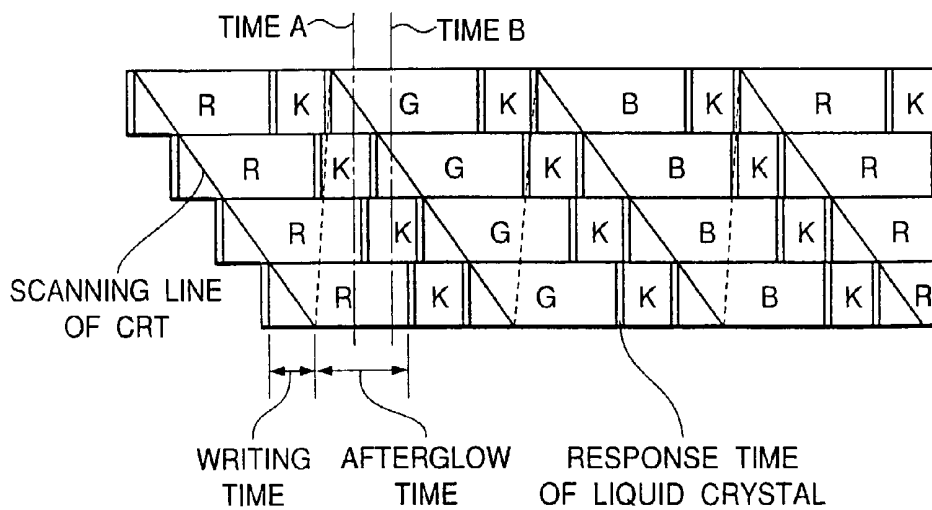 TIME A TIME B
R K G K B K R K
R K G K B K R
R K G K B K R
R K G K B K R
SCANNING LINE
OF CRT
WRITING
TIME
AFTERGLOW
TIME
RESPONSE TIME
OF LIQUID CRYSTAL